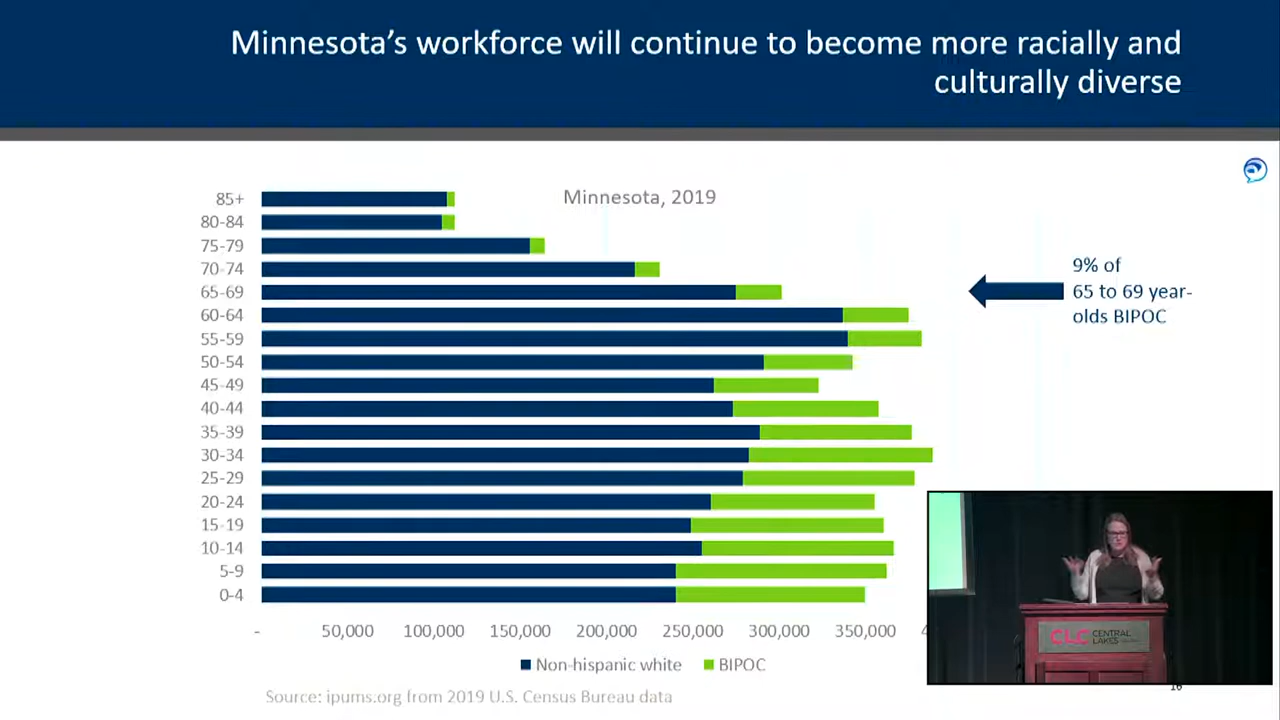 Minnesota's workforce will continue to become more racially and
culturally diverse
Minnesota, 2019
85+
80-84
75-79
70-74
65-69
60-64
55-59
50-54
45-49
40-44
35-39
30-34
25-29
20-24
15-19
10-14
5-9
0-4
9% of
65 to 69 year-
olds BIPOC
- 50,000 100,000 150,000 200,000 250,000 300,000 350,000
Non-hispanic white BIPOC
Source: ipums.org from 2019 U.S. Census Bureau data
CLC CENTRAL
LAKES